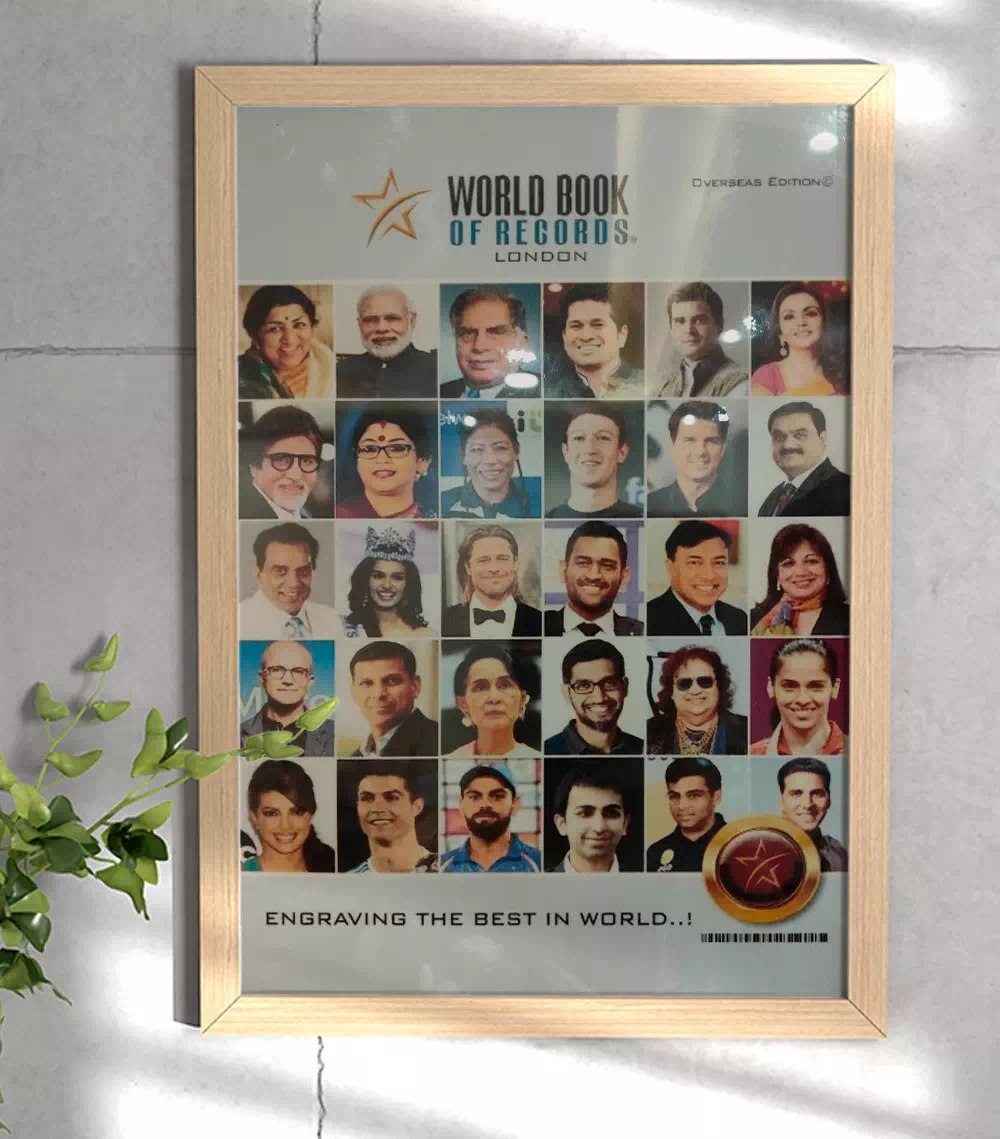 WORLD BOOK
OF RECORDS®
LONDON
OVERSEAS EDITION©
ENGRAVING THE BEST IN WORLD..!